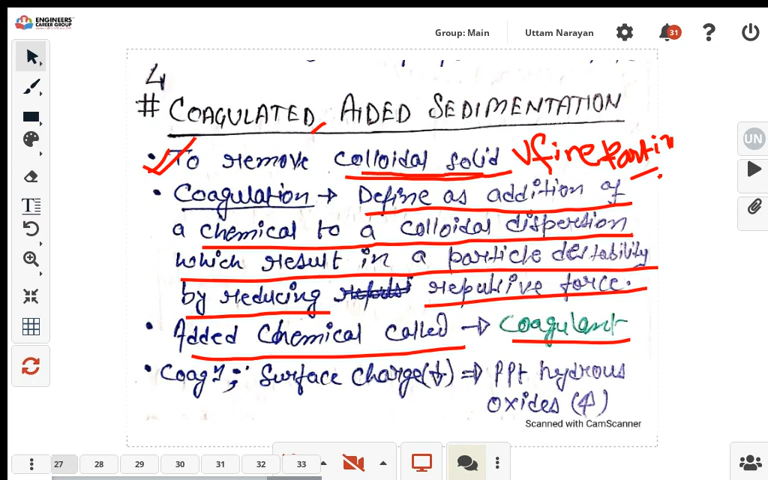 ENGINEERS
CAREER GROUP
Group: Main
Uttam Narayan
31
4
# COAGULATED AIDED SEDIMENTATION
• To remove colloidal solid Vfine
• Coagulation → Define as addition of
a chemical to a colloidal dispersion
which result in a particle destability
by reducing repulsive force.
• Added Chemical called → Coagulant
Surface Charge(↓) ⇒ PPt hydrous
oxides (↑)
Scanned with CamScanner
UN
27 28 29 30 31 32 33